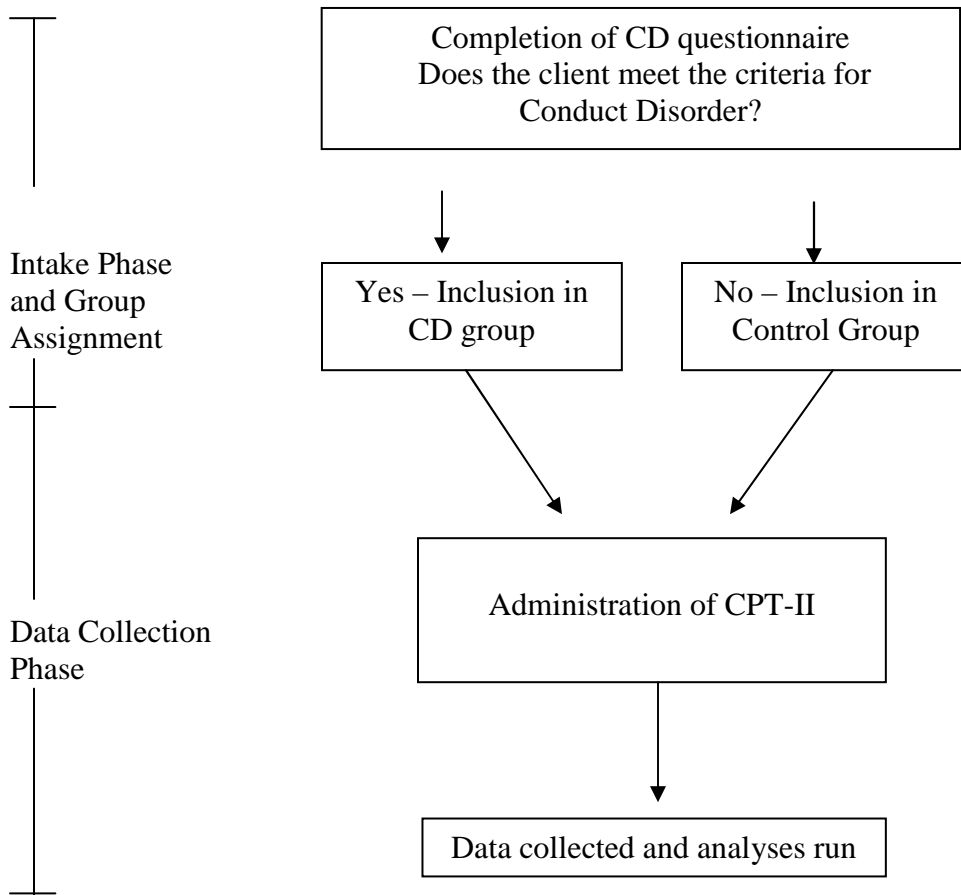 Completion of CD questionnaire
Does the client meet the criteria for
Conduct Disorder?
Intake Phase
and Group
Assignment
Yes – Inclusion in
CD group
No – Inclusion in
Control Group
Administration of CPT-II
Data Collection
Phase
Data collected and analyses run